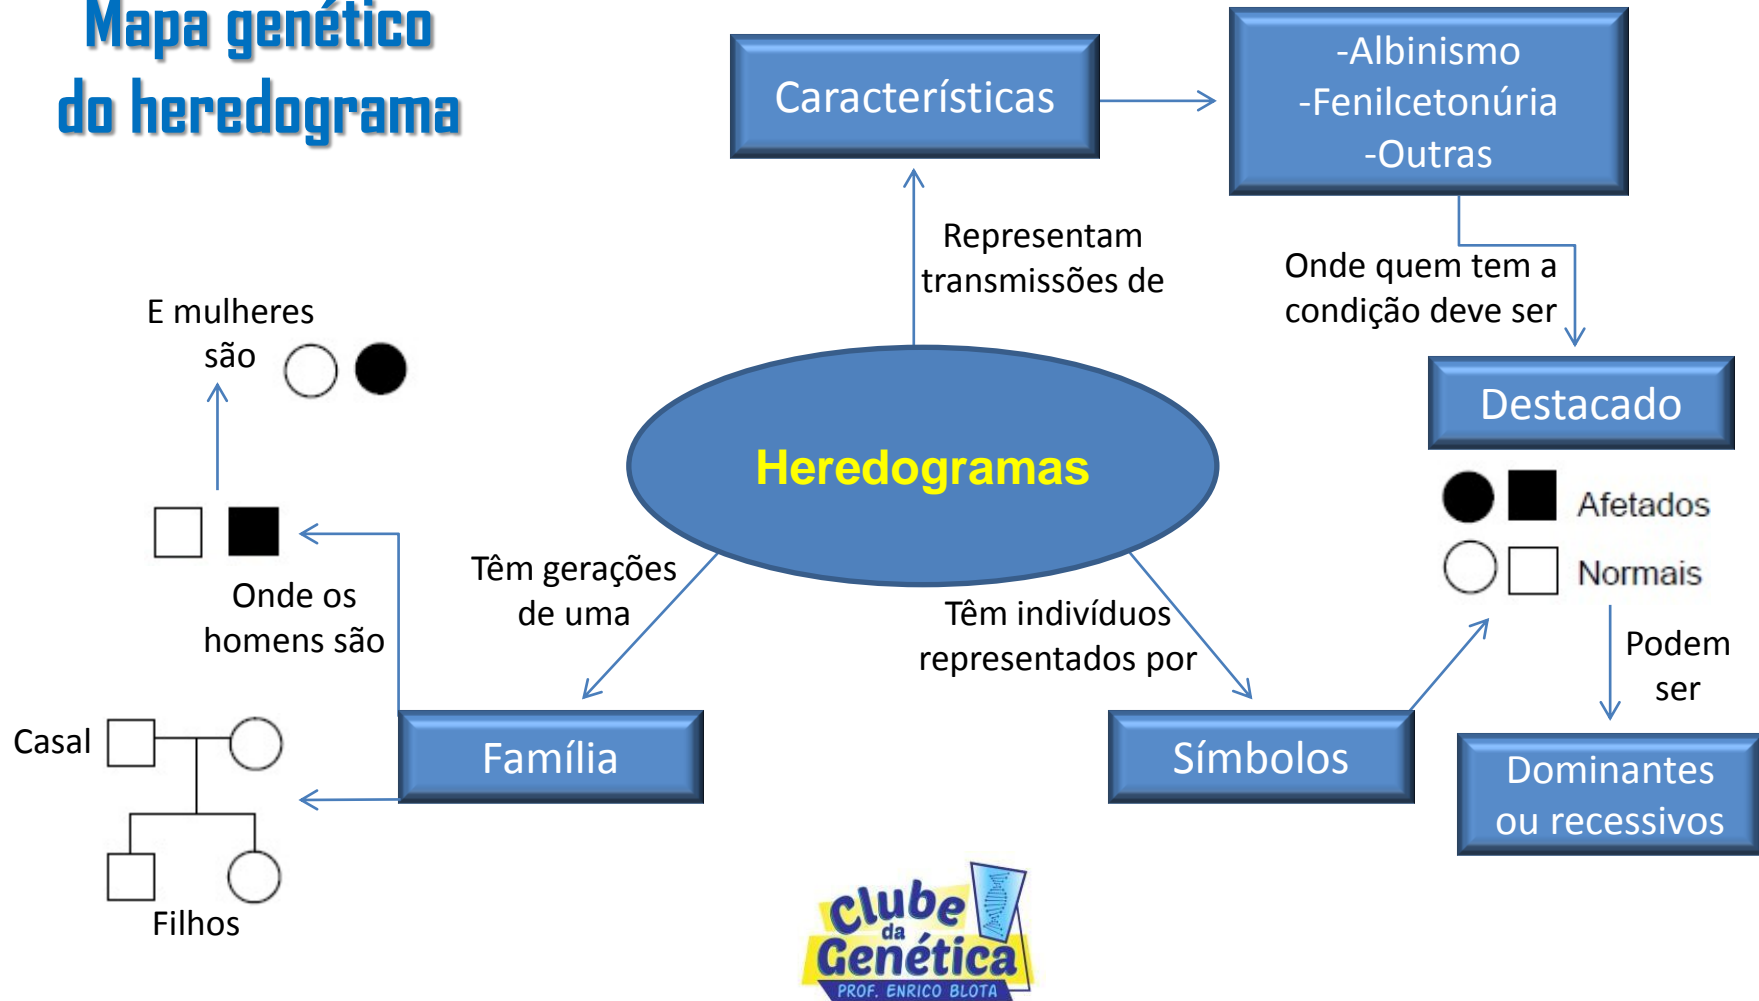 Mapa genético
do heredograma
Características
-Albinismo
-Fenilcetonúria
-Outras
Representam
transmissões de
Onde quem tem a
condição deve ser
E mulheres
são
Destacado
Heredogramas
Afetados
Normais
Têm gerações
de uma
Onde os
homens são
Têm indivíduos
representados por
Podem
ser
Casal
Família
Símbolos
Dominantes
ou recessivos
Filhos
Clube
da
Genética
PROF. ENRICO BLOTA